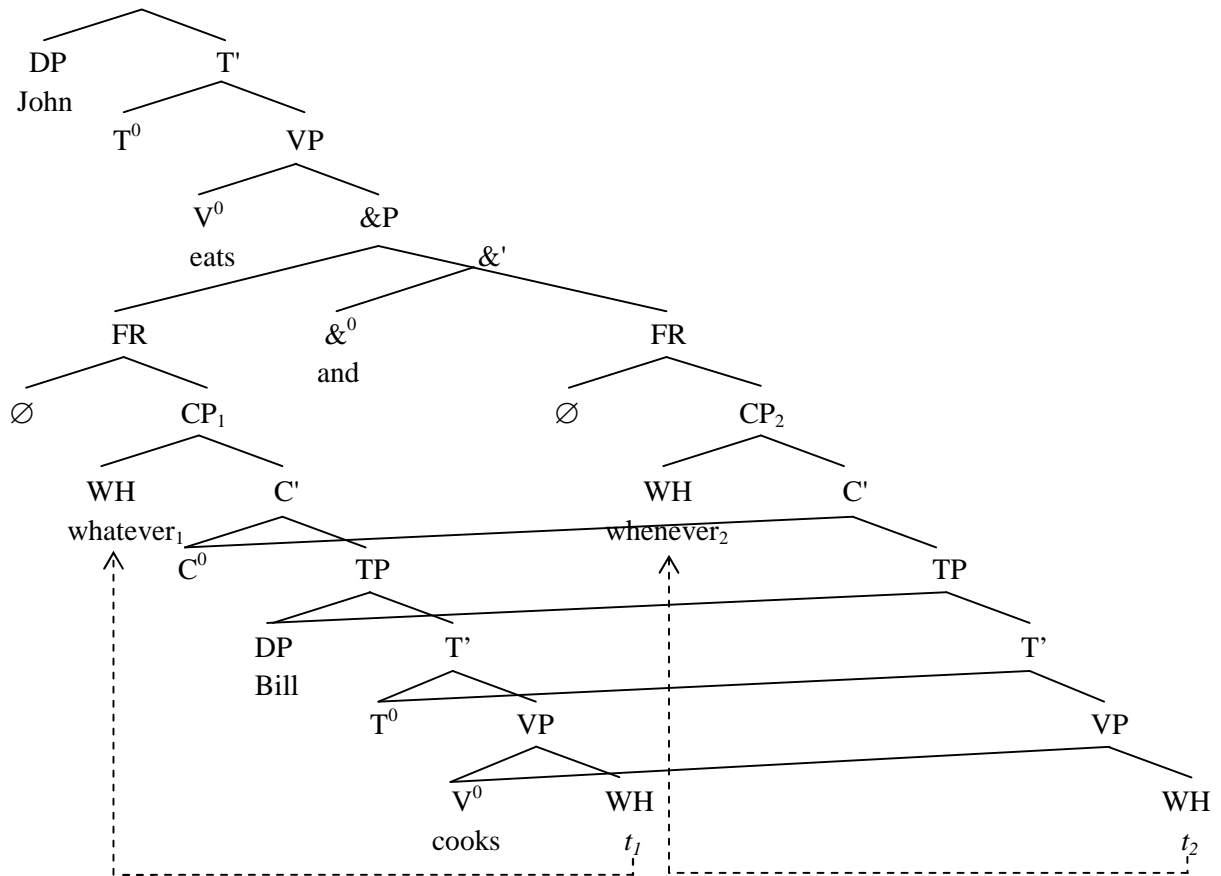 DP T'
John
T⁰ VP
V⁰ &P
eats &'
FR &⁰ FR
and
∅ CP₁ ∅ CP₂
WH C' WH C'
whatever₁ whenever₂
C⁰ TP TP
DP T’ T’
Bill
T⁰ VP VP
V⁰ WH WH
cooks t₁ t₂